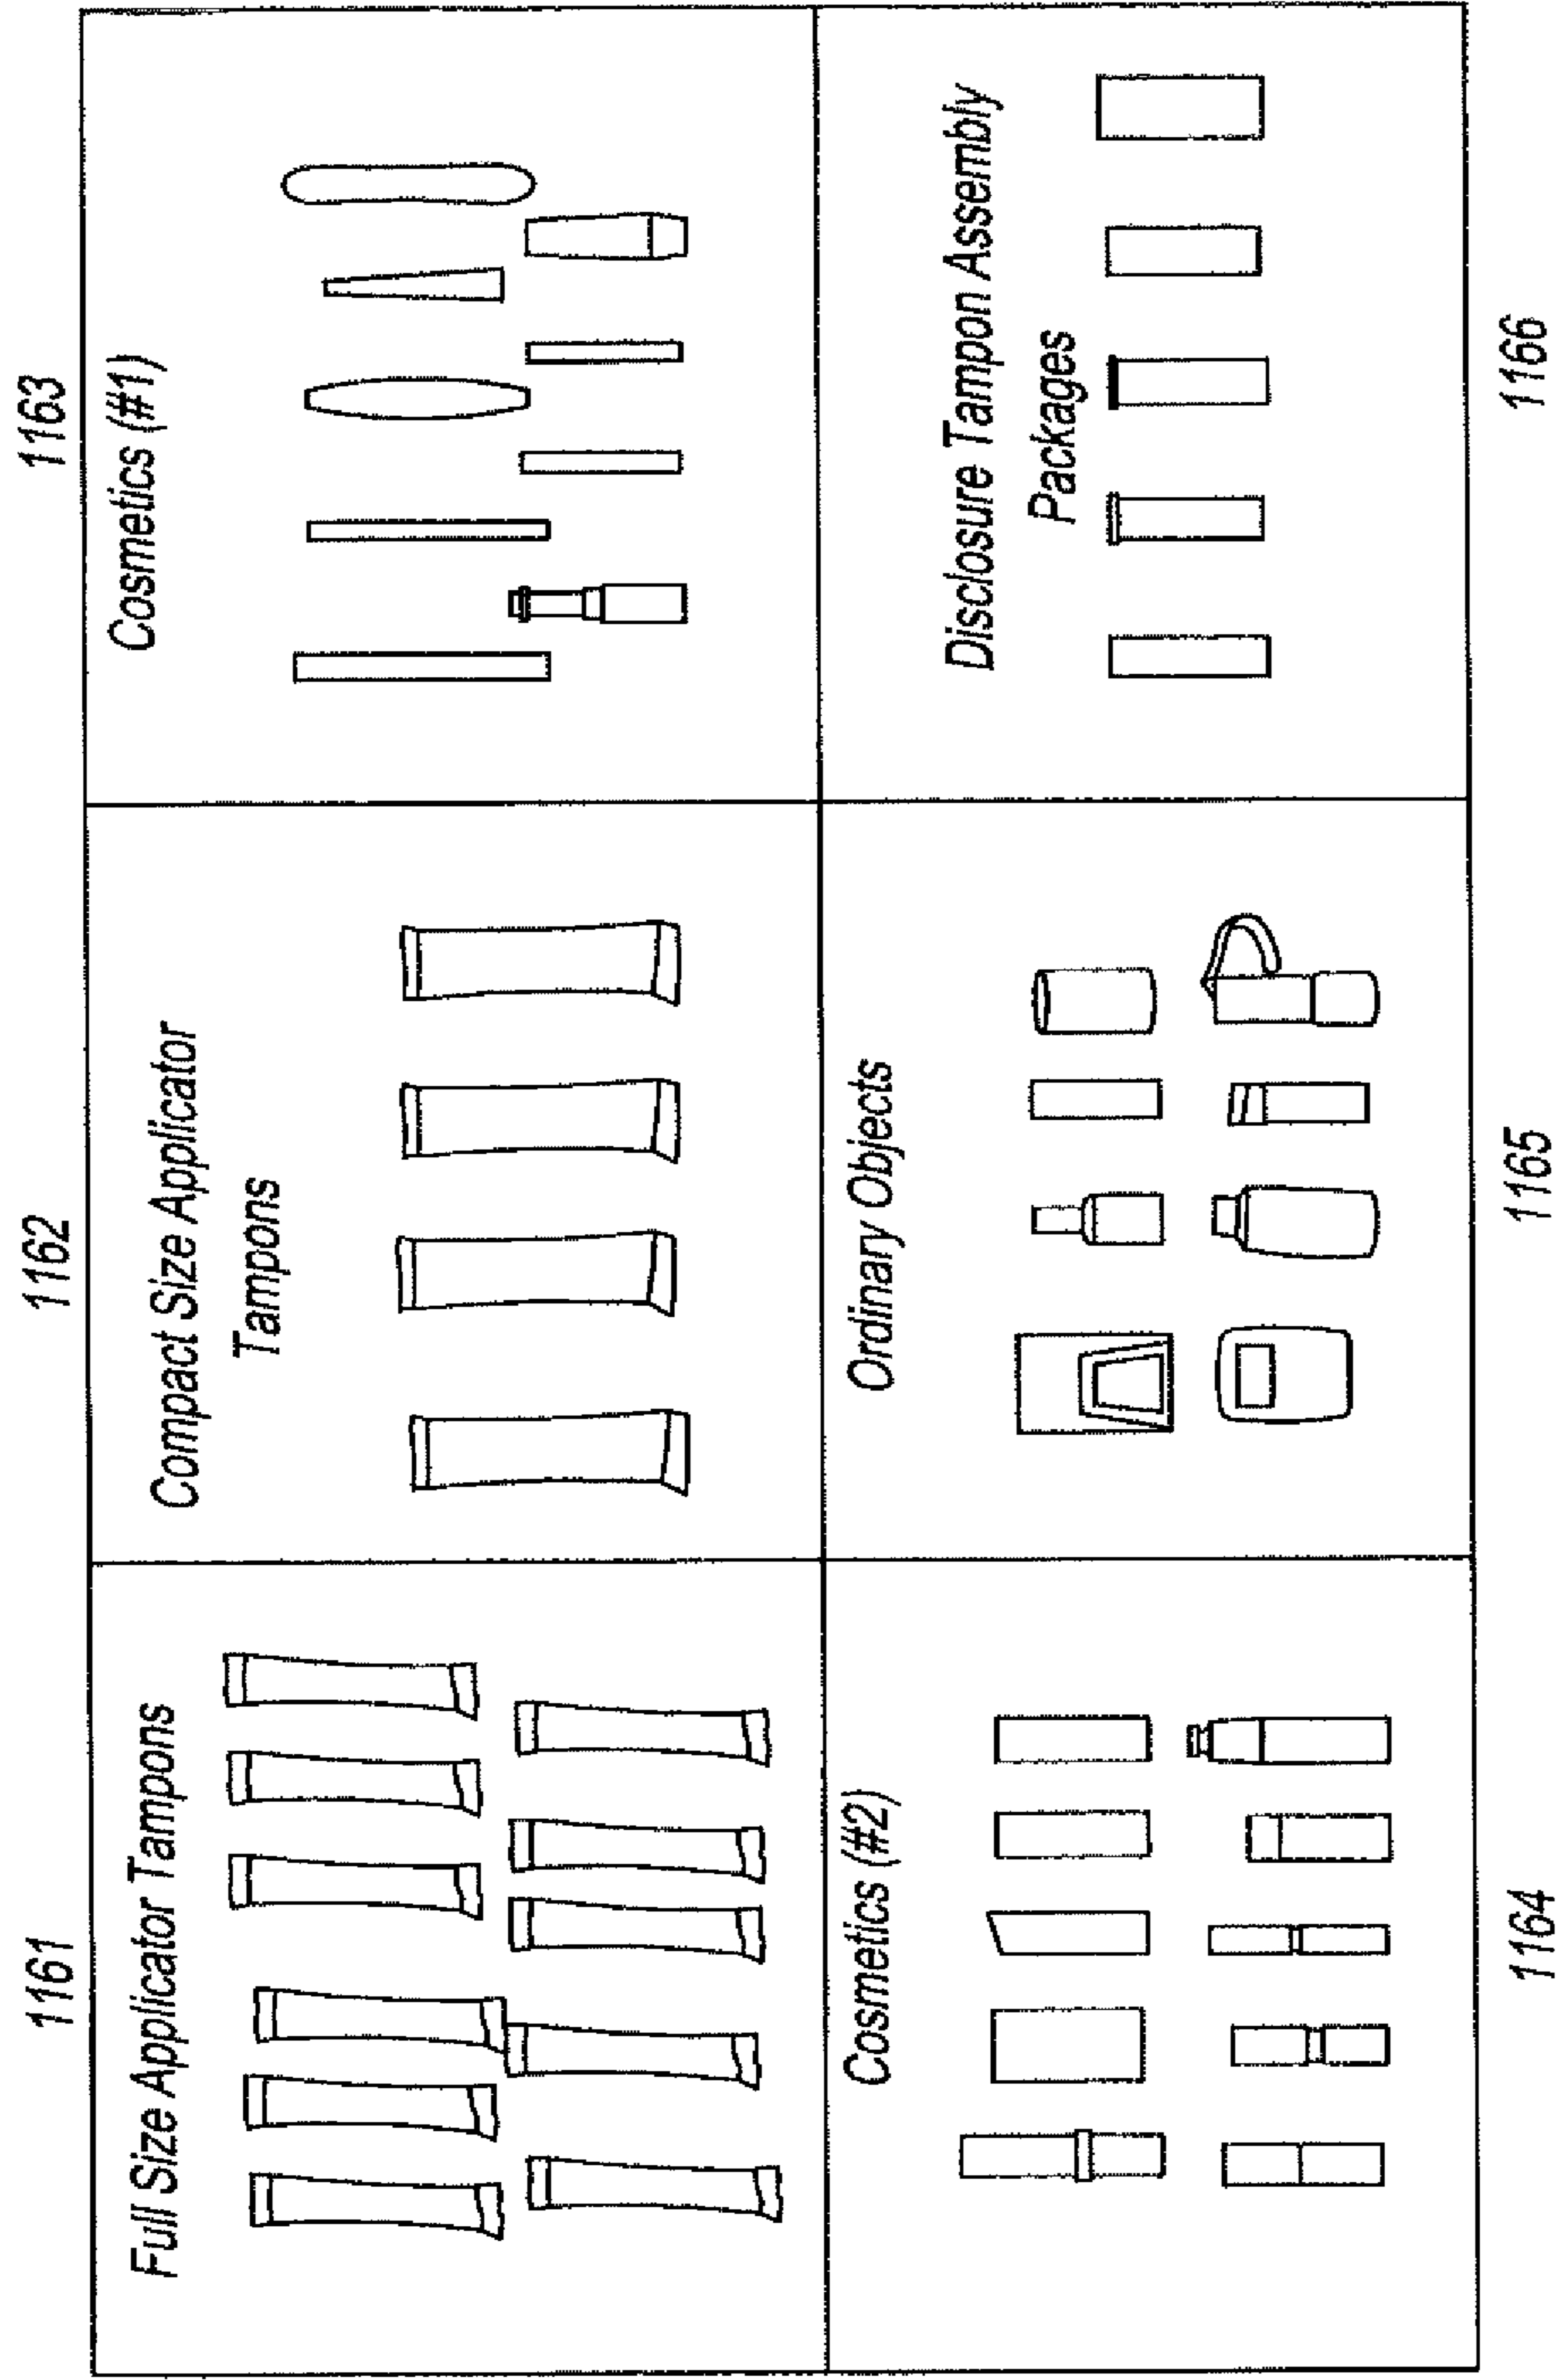 1161
1162
1163
Full Size Applicator Tampons
Compact Size Applicator
Tampons
Cosmetics (#1)
Cosmetics (#2)
Ordinary Objects
Disclosure Tampon Assembly
Packages
1164
1165
1166